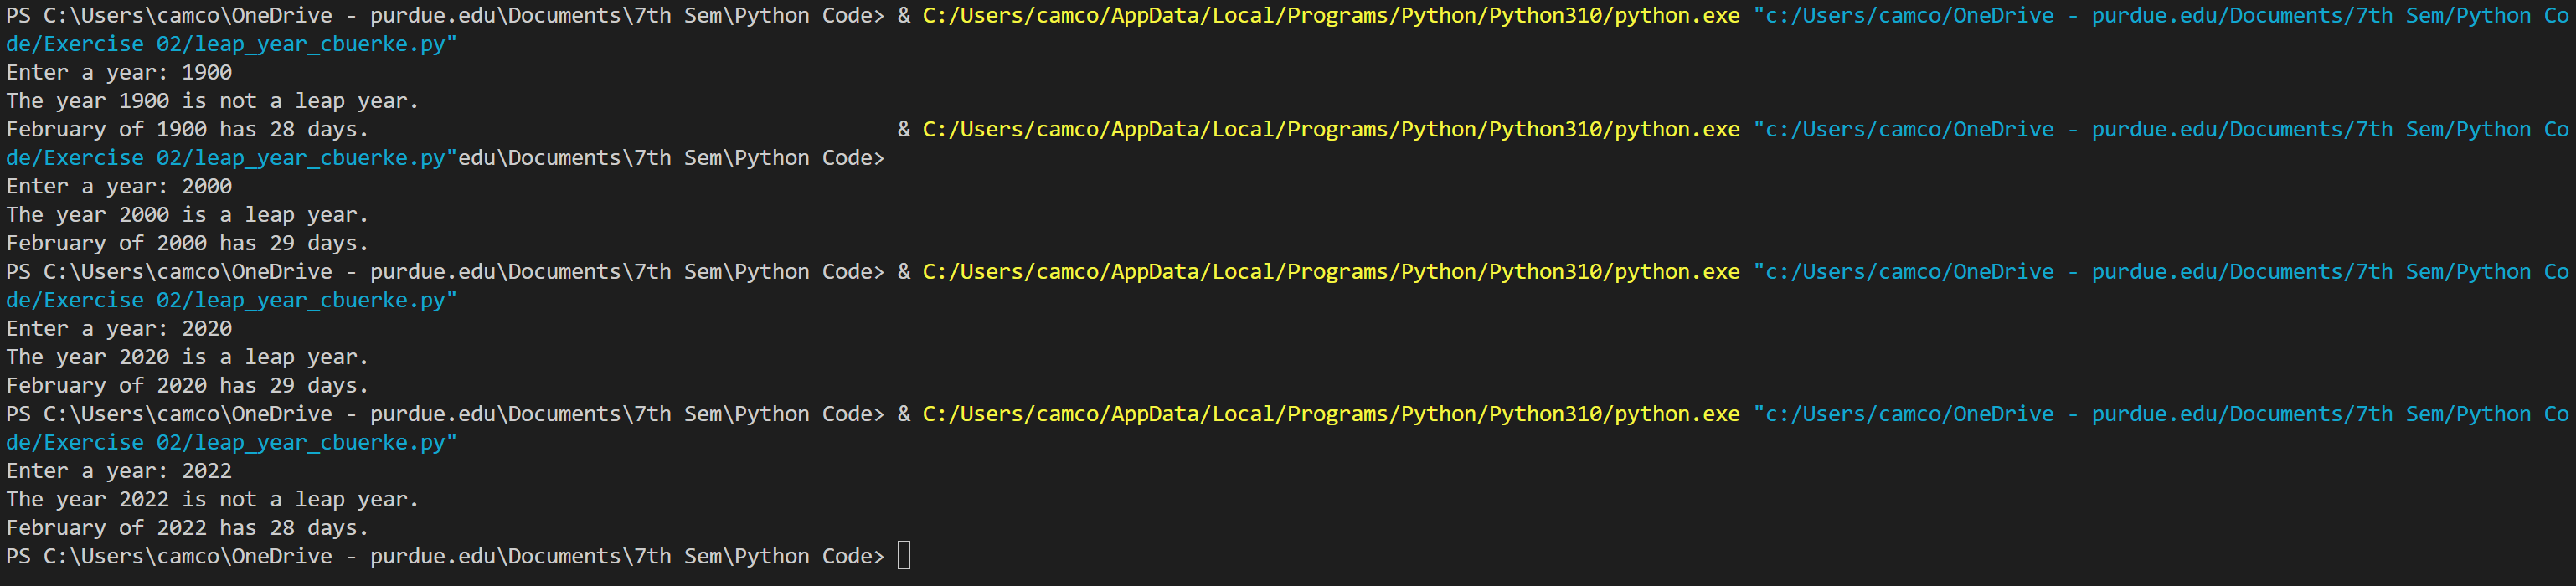 PS C:\Users\camco\OneDrive - purdue.edu\Documents\7th Sem\Python Code> & C:/Users/camco/AppData/Local/Programs/Python/Python310/python.exe "c:/Users/camco/OneDrive - purdue.edu/Documents/7th Sem/Python Co
de/Exercise 02/leap_year_cbuerke.py"
Enter a year: 1900
The year 1900 is not a leap year.
February of 1900 has 28 days. & C:/Users/camco/AppData/Local/Programs/Python/Python310/python.exe "c:/Users/camco/OneDrive - purdue.edu/Documents/7th Sem/Python Co
de/Exercise 02/leap_year_cbuerke.py"edu\Documents\7th Sem\Python Code>
Enter a year: 2000
The year 2000 is a leap year.
February of 2000 has 29 days.
PS C:\Users\camco\OneDrive - purdue.edu\Documents\7th Sem\Python Code> & C:/Users/camco/AppData/Local/Programs/Python/Python310/python.exe "c:/Users/camco/OneDrive - purdue.edu/Documents/7th Sem/Python Co
de/Exercise 02/leap_year_cbuerke.py"
Enter a year: 2020
The year 2020 is a leap year.
February of 2020 has 29 days.
PS C:\Users\camco\OneDrive - purdue.edu\Documents\7th Sem\Python Code> & C:/Users/camco/AppData/Local/Programs/Python/Python310/python.exe "c:/Users/camco/OneDrive - purdue.edu/Documents/7th Sem/Python Co
de/Exercise 02/leap_year_cbuerke.py"
Enter a year: 2022
The year 2022 is not a leap year.
February of 2022 has 28 days.
PS C:\Users\camco\OneDrive - purdue.edu\Documents\7th Sem\Python Code>